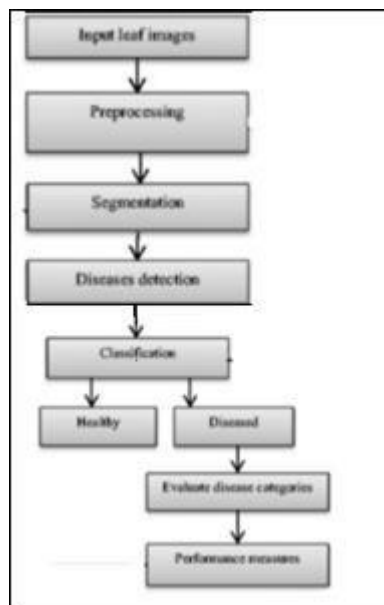 Input leaf images
Preprocessing
Segmentation
Diseases detection
Classification
Healthy
Diseased
Evaluate disease categories
Performance measures